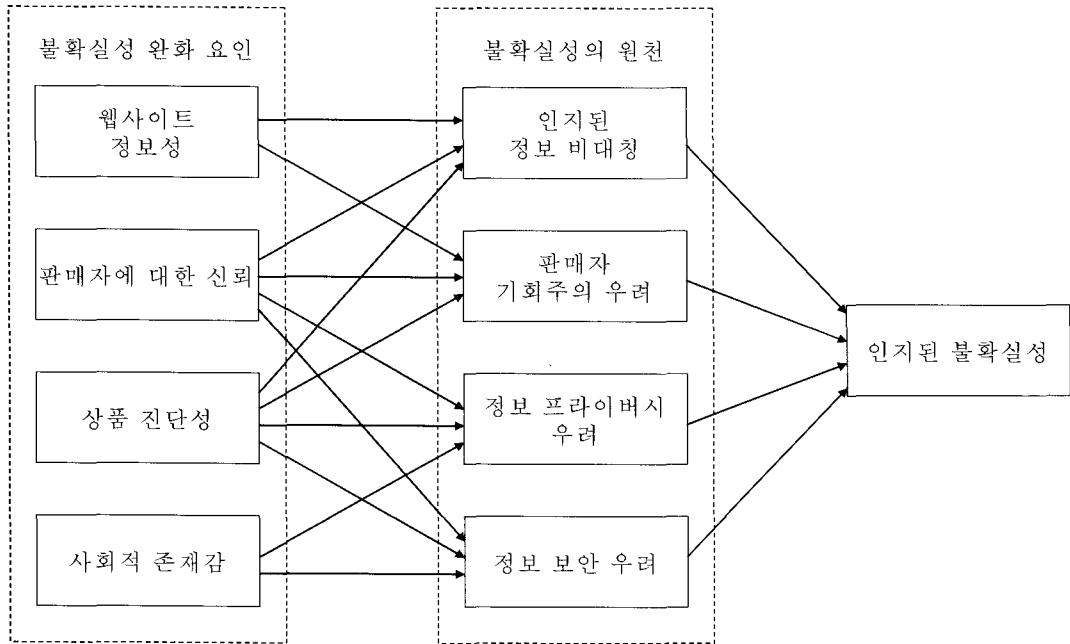 불확실성 완화 요인
웹사이트
정보성
판매자에 대한 신뢰
상품 진단성
사회적 존재감
불확실성의 원천
인지된
정보 비대칭
판매자
기회주의 우려
정보 프라이버시
우려
정보 보안 우려
인지된 불확실성